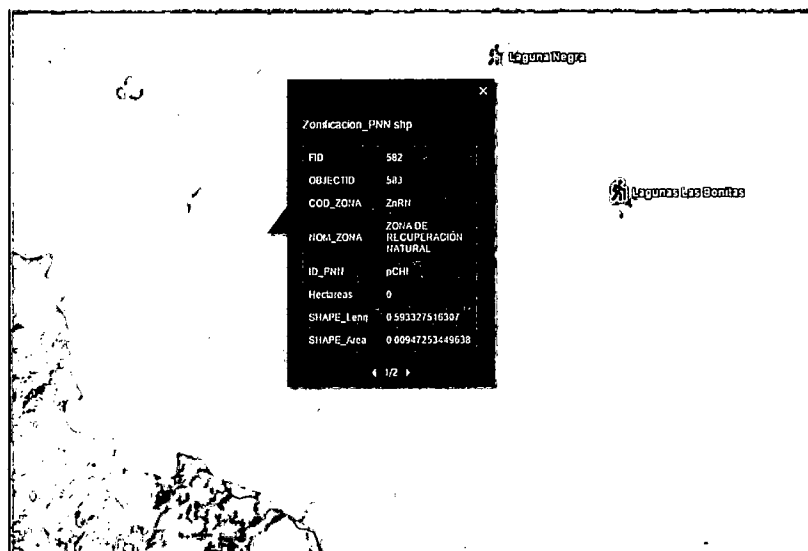 Laguna Negra
Zonificacion_PNN shp
FID 582
OBJECTID 583
COD_ZONA ZnRN
NOM_ZONA ZONA DE
RECUPERACIÓN
NATURAL
ID_PNN pCHI
Hectareas 0
SHAPE_Leng 0.593327516307
SHAPE_Area 0.00947253449638
1/2
Lagunas Las Bonitas